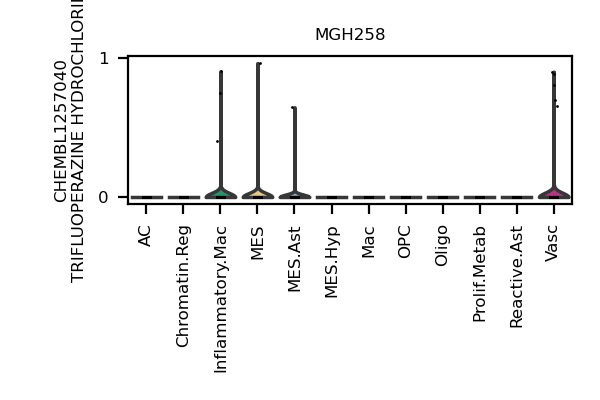 MGH258
CHEMBL1257040
TRIFLUOPERAZINE
1
0
AC
Chromatin.Reg
Inflammatory.Mac
MES
MES.Ast
MES.Hyp
Mac
OPC
Oligo
Prolif.Metab
Reactive.Ast
Vasc